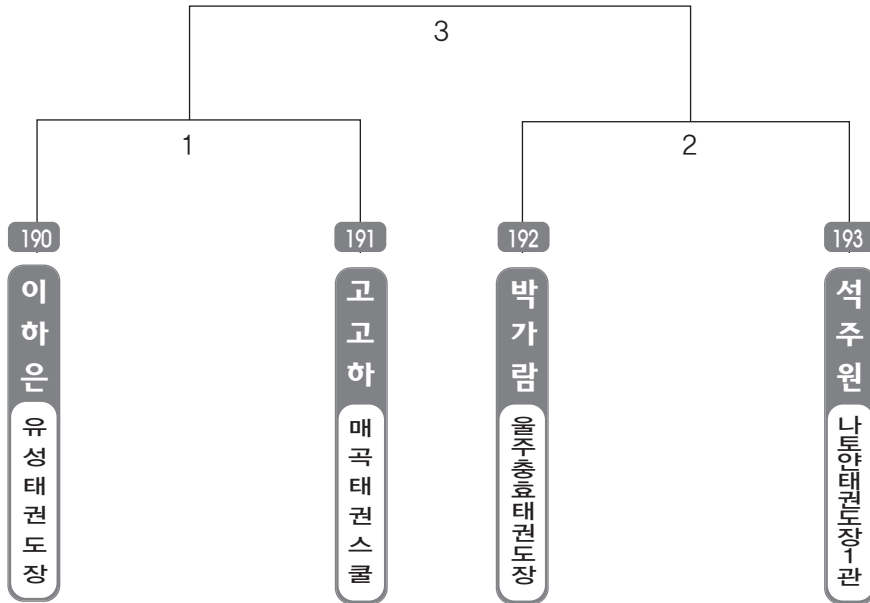 3
1
2
190
191
192
193
이하은
고고하
박가람
석주원
유성태권도장
매곡태권스쿨
울주충효태권도장
나토얀태권도장1관